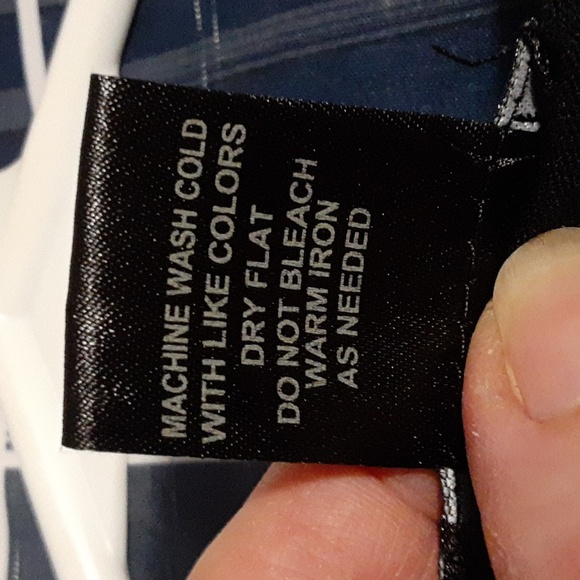 MACHINE WASH COLD
WITH LIKE COLORS
DRY FLAT
DO NOT BLEACH
WARM IRON
AS NEEDED